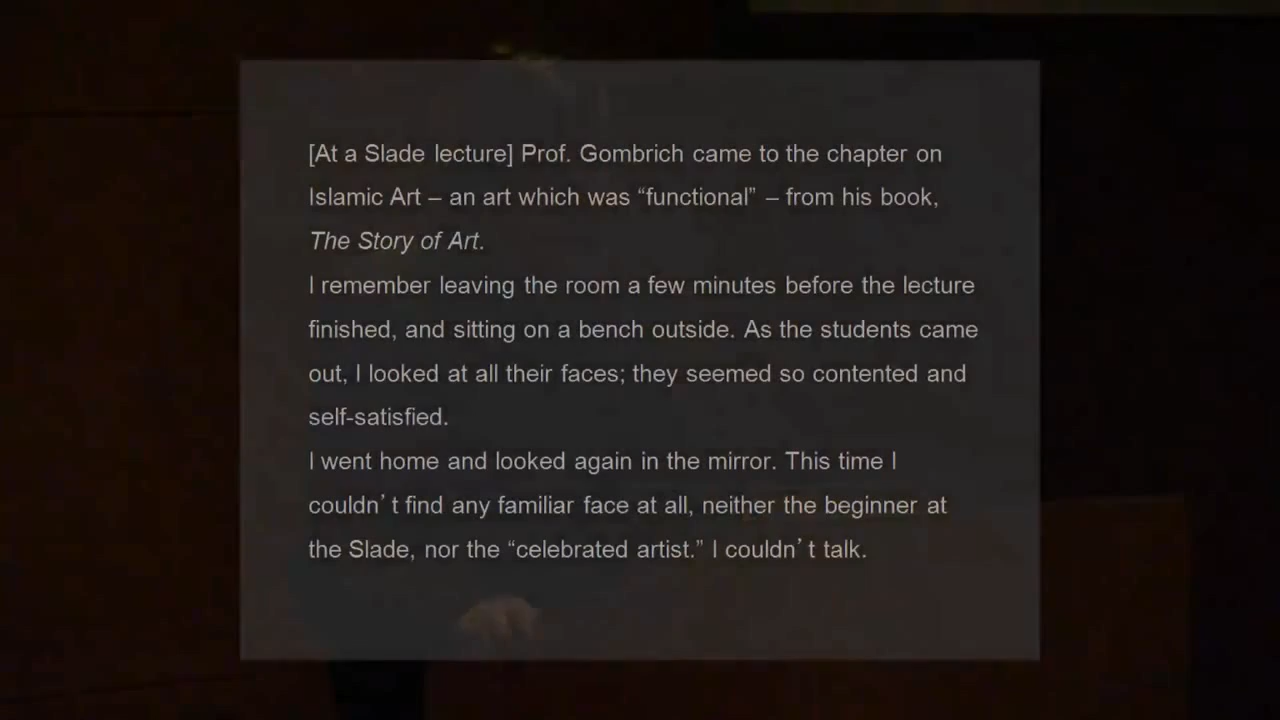 [At a Slade lecture] Prof. Gombrich came to the chapter on
Islamic Art – an art which was “functional” – from his book,
The Story of Art.
I remember leaving the room a few minutes before the lecture
finished, and sitting on a bench outside. As the students came
out, I looked at all their faces; they seemed so contented and
self-satisfied.
I went home and looked again in the mirror. This time I
couldn’t find any familiar face at all, neither the beginner at
the Slade, nor the “celebrated artist.” I couldn’t talk.